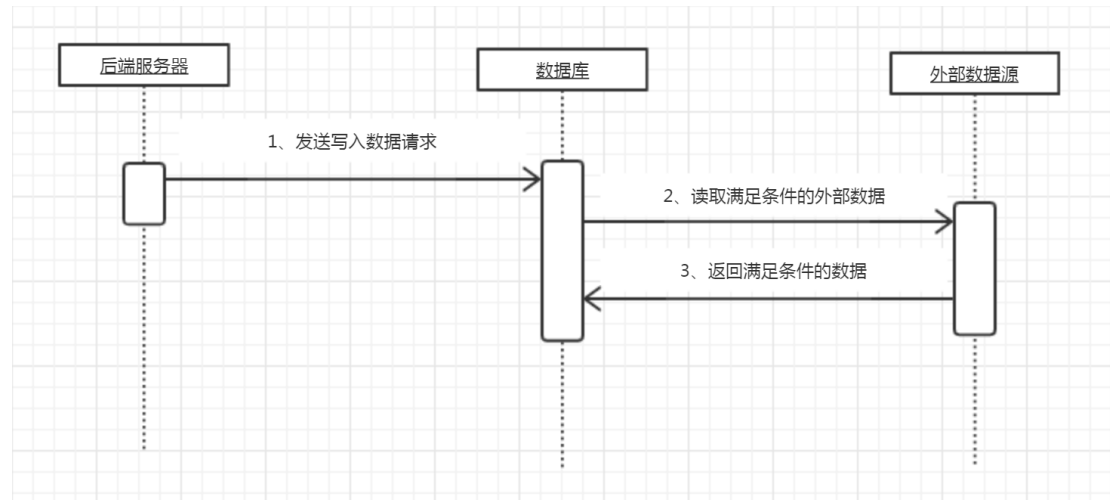 后端服务器
数据库
外部数据源
1、发送写入数据请求
2、读取满足条件的外部数据
3、返回满足条件的数据